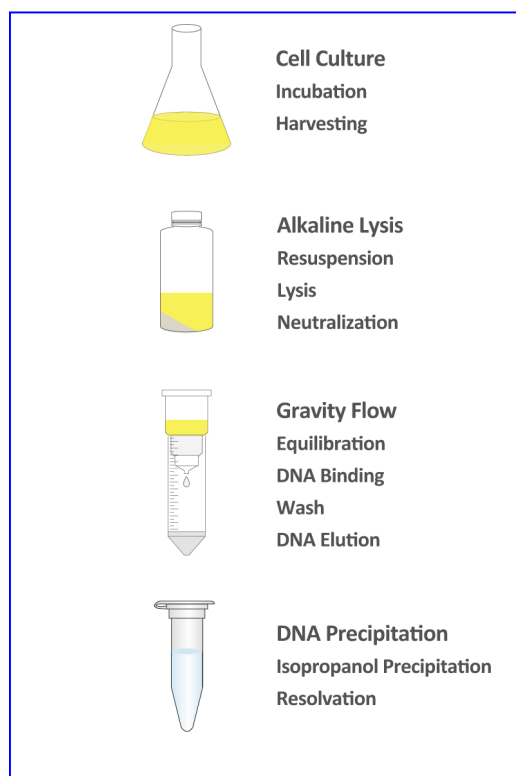 Cell Culture
Incubation
Harvesting
Alkaline Lysis
Resuspension
Lysis
Neutralization
Gravity Flow
Equilibration
DNA Binding
Wash
DNA Elution
DNA Precipitation
Isopropanol Precipitation
Resolvation